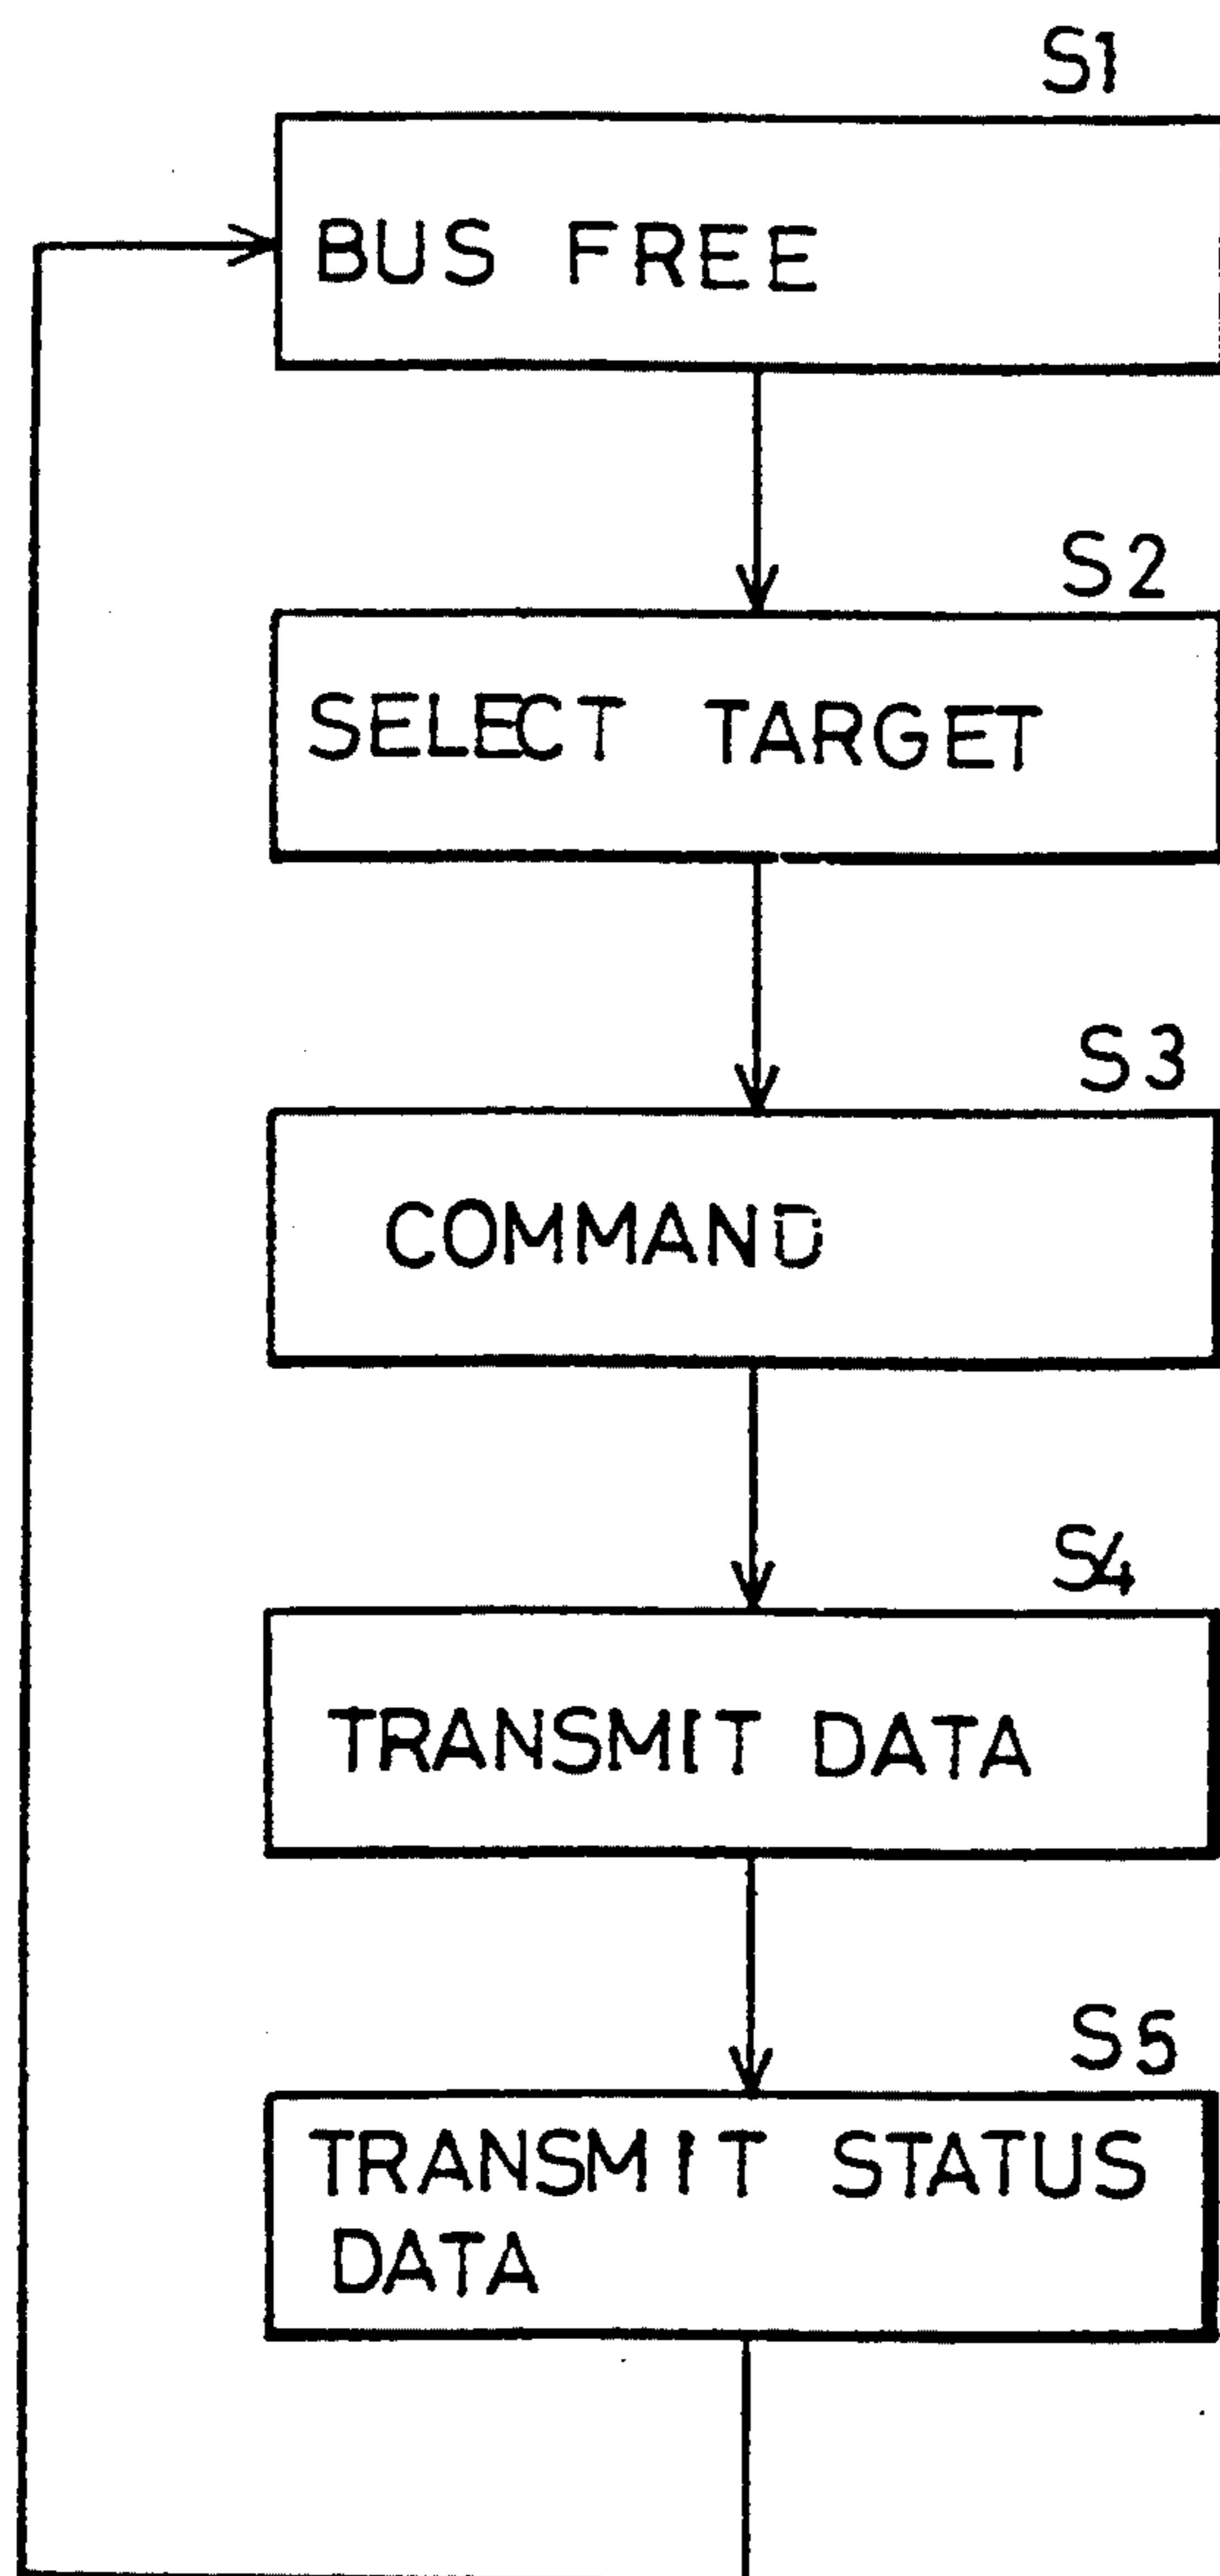 S1
BUS FREE
S2
SELECT TARGET
S3
COMMAND
S4
TRANSMIT DATA
S5
TRANSMIT STATUS
DATA